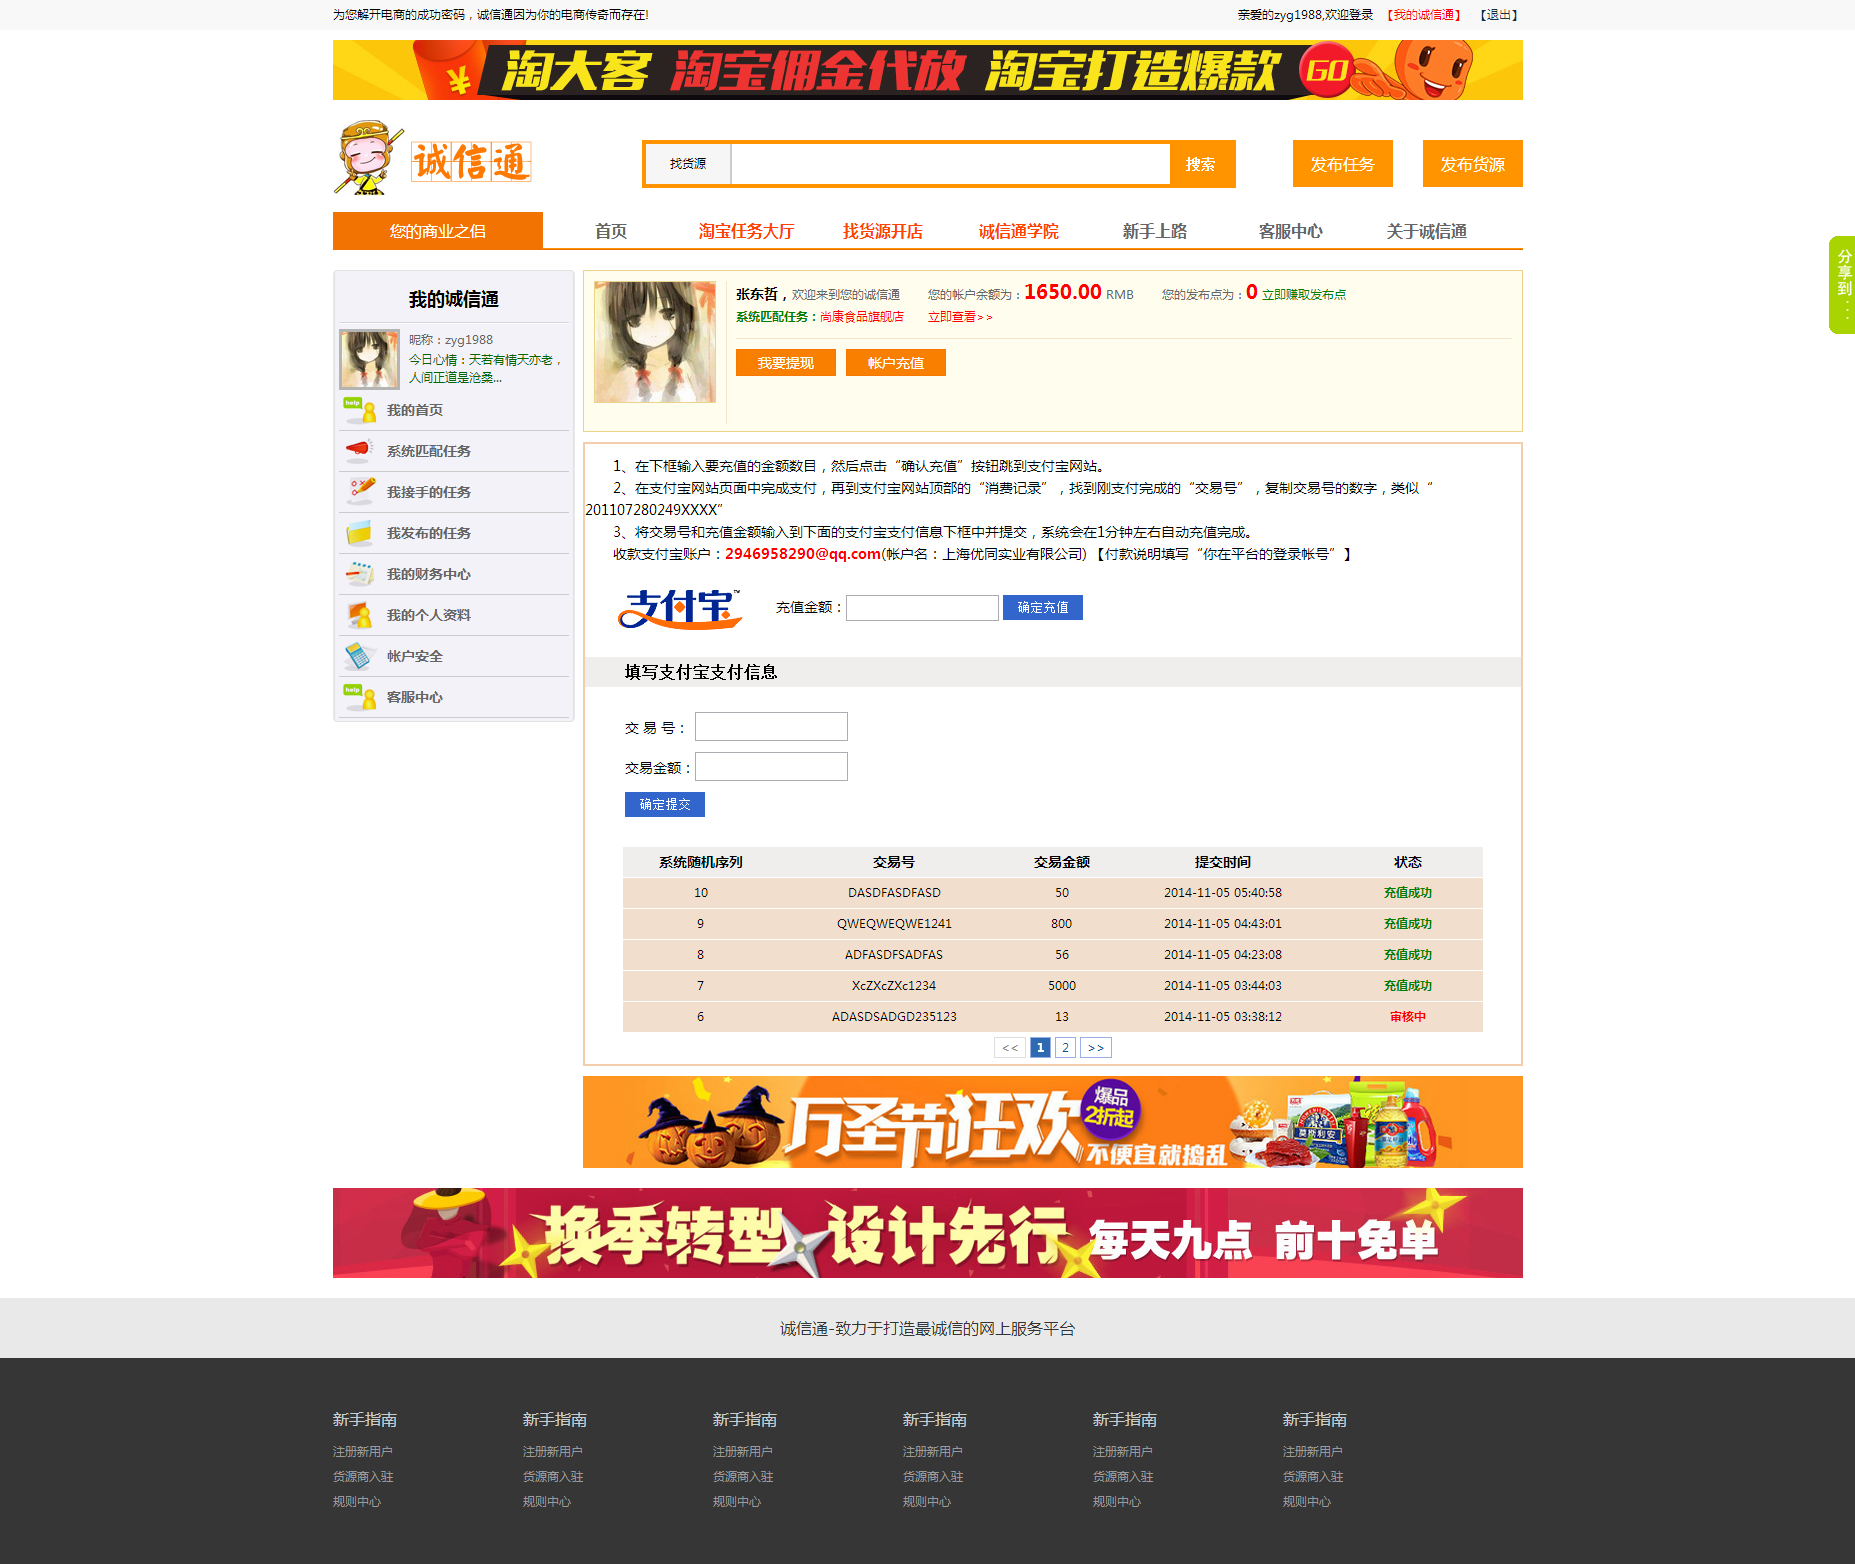 为您解开电商的成功密码，诚信通因为你的电商传奇而存在!
亲爱的zyg1988,欢迎登录 【我的诚信通】 【退出】
¥ 淘大客 淘宝佣金代放 淘宝打造爆款 GO
诚信通
找货源 搜索 发布任务 发布货源
您的商业之侣 首页 淘宝任务大厅 找货源开店 诚信通学院 新手上路 客服中心 关于诚信通
分享到：：
我的诚信通
昵称：zyg1988
今日心情：天若有情天亦老，
人间正道是沧桑...
help 我的首页
系统匹配任务
我接手的任务
我发布的任务
我的财务中心
我的个人资料
帐户安全
help 客服中心
张东哲，欢迎来到您的诚信通 您的帐户余额为：1650.00 RMB 您的发布点为：0 立即赚取发布点
系统匹配任务：尚康食品旗舰店 立即查看>>
我要提现 帐户充值
1、在下框输入要充值的金额数目，然后点击“确认充值”按钮跳到支付宝网站。
2、在支付宝网站页面中完成支付，再到支付宝网站顶部的“消费记录”，找到刚支付完成的“交易号”，复制交易号的数字，类似“
201107280249XXXX”
3、将交易号和充值金额输入到下面的支付宝支付信息下框中并提交，系统会在1分钟左右自动充值完成。
收款支付宝账户：2946958290@qq.com(帐户名：上海优同实业有限公司) 【付款说明填写“你在平台的登录帐号”】
支付宝™ 充值金额： 确定充值
填写支付宝支付信息
交 易 号：
交易金额：
确定提交
系统随机序列 交易号 交易金额 提交时间 状态
10 DASDFASDFASD 50 2014-11-05 05:40:58 充值成功
9 QWEQWEQWE1241 800 2014-11-05 04:43:01 充值成功
8 ADFASDFSADFAS 56 2014-11-05 04:23:08 充值成功
7 XcZXcZXc1234 5000 2014-11-05 03:44:03 充值成功
6 ADASDSADGD235123 13 2014-11-05 03:38:12 审核中
<< 1 2 >>
万圣节狂欢 爆品 2折起
不便宜就捣乱
莫斯利安
换季转型 设计先行 每天九点 前十免单
诚信通-致力于打造最诚信的网上服务平台
新手指南 新手指南 新手指南 新手指南 新手指南 新手指南
注册新用户 注册新用户 注册新用户 注册新用户 注册新用户 注册新用户
货源商入驻 货源商入驻 货源商入驻 货源商入驻 货源商入驻 货源商入驻
规则中心 规则中心 规则中心 规则中心 规则中心 规则中心